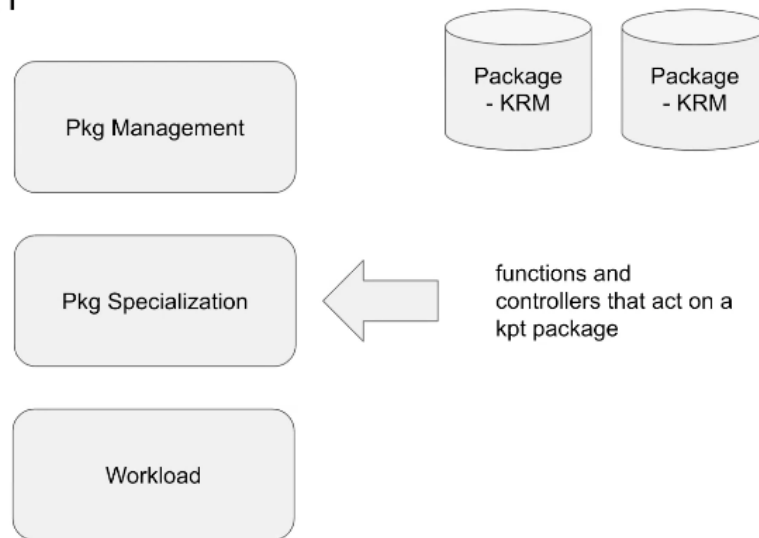 Package
- KRM
Package
- KRM
Pkg Management
Pkg Specialization
functions and
controllers that act on a
kpt package
Workload